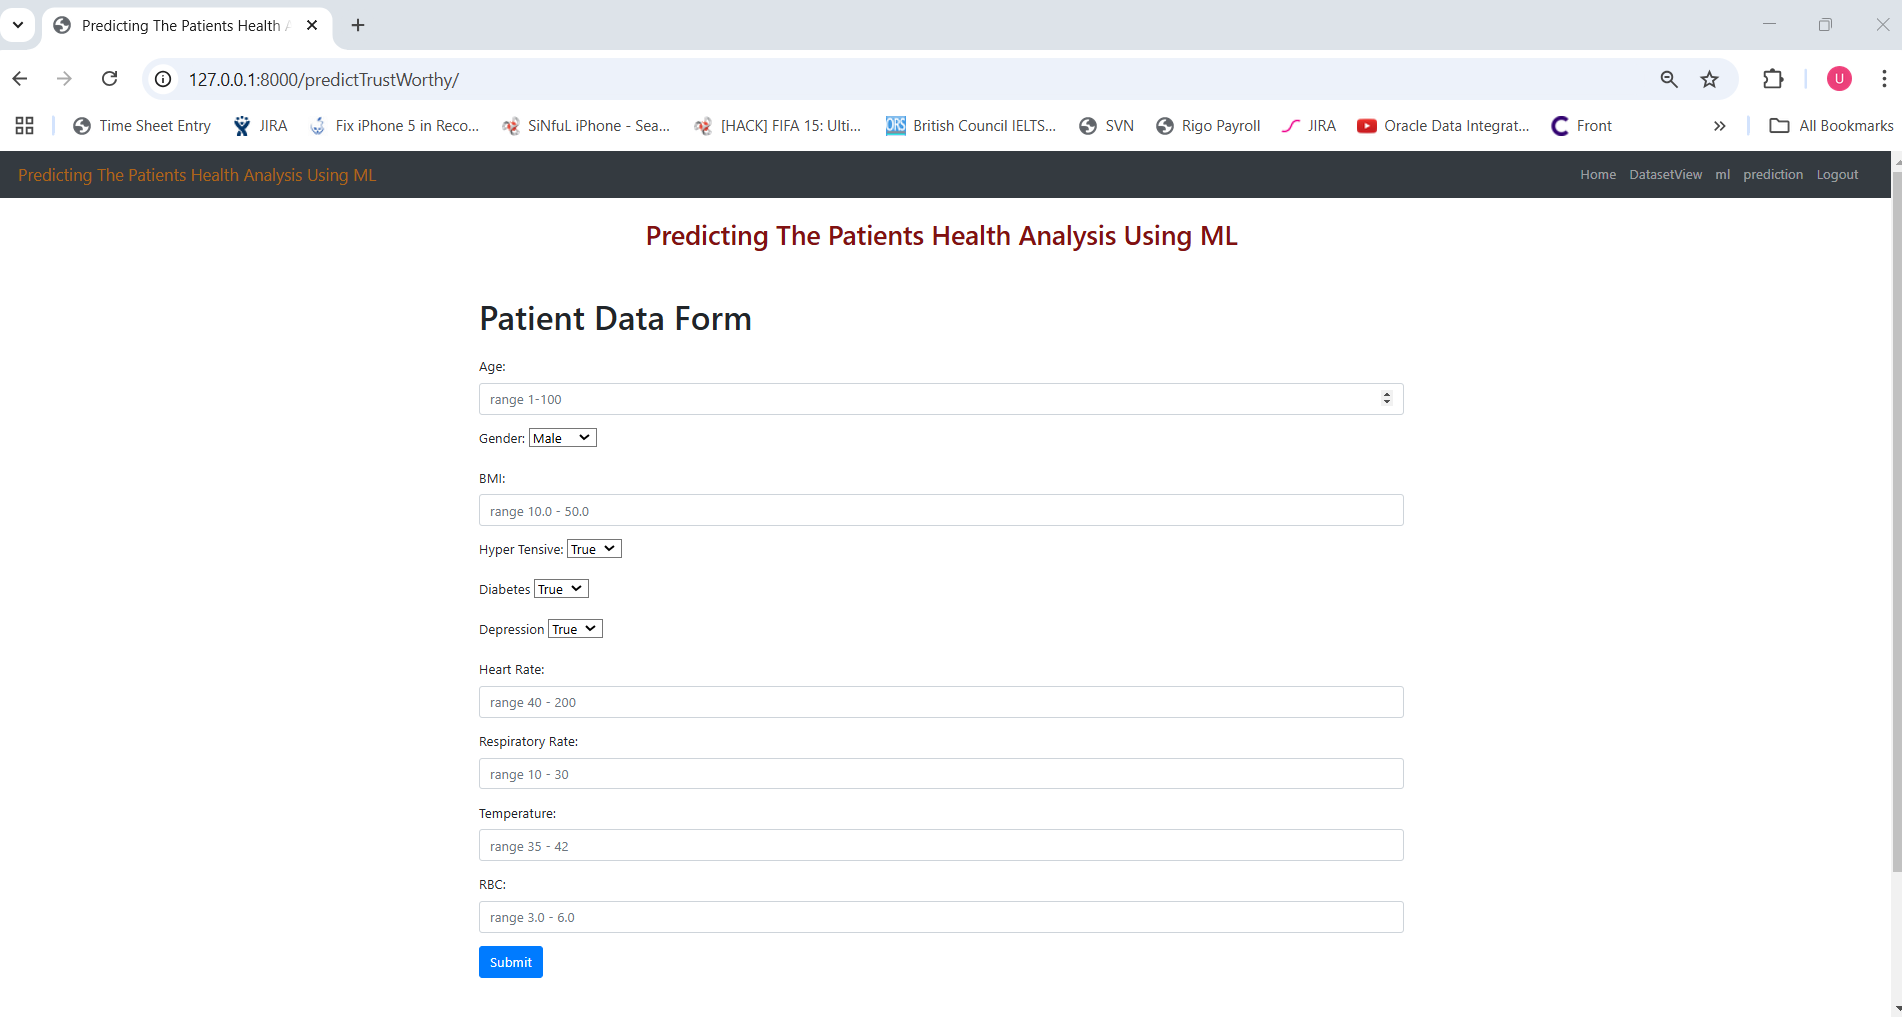 Predicting The Patients Health A
127.0.0.1:8000/predictTrustWorthy/
U
Time Sheet Entry JIRA Fix iPhone 5 in Reco... SiNfuL iPhone - Sea... [HACK] FIFA 15: Ulti... ORS British Council IELTS... SVN Rigo Payroll JIRA Oracle Data Integrat... Front All Bookmarks
Predicting The Patients Health Analysis Using ML Home DatasetView ml prediction Logout
Predicting The Patients Health Analysis Using ML
Patient Data Form
Age:
range 1-100
Gender: Male
BMI:
range 10.0 - 50.0
Hyper Tensive: True
Diabetes True
Depression True
Heart Rate:
range 40 - 200
Respiratory Rate:
range 10 - 30
Temperature:
range 35 - 42
RBC:
range 3.0 - 6.0
Submit